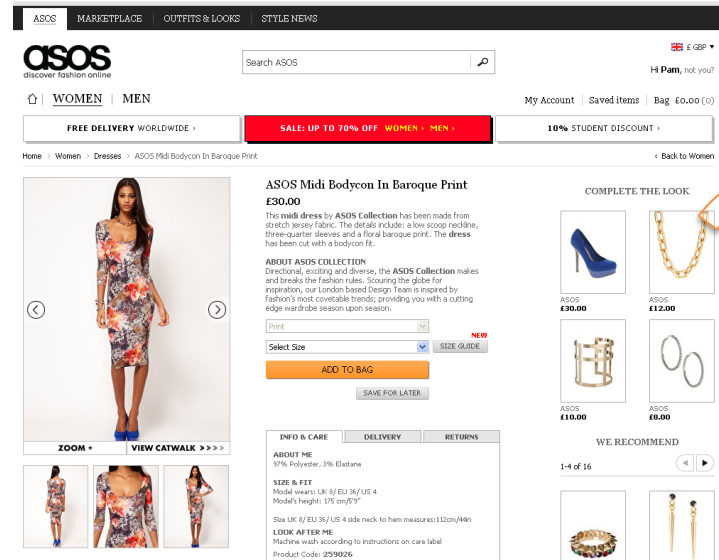 ASOS MARKETPLACE OUTFITS & LOOKS STYLE NEWS
asos
discover fashion online
Search ASOS
£ GBP
Hi Pam, not you?
WOMEN MEN
My Account Saved items Bag £0.00 (0)
FREE DELIVERY WORLDWIDE ›
SALE: UP TO 70% OFF WOMEN › MEN ›
10% STUDENT DISCOUNT ›
Home > Women > Dresses > ASOS Midi Bodycon In Baroque Print
‹ Back to Women
ASOS Midi Bodycon In Baroque Print
£30.00
This midi dress by ASOS Collection has been made from
stretch jersey fabric. The details include: a low scoop neckline,
three-quarter sleeves and a floral baroque print. The dress
has been cut with a bodycon fit.
ABOUT ASOS COLLECTION
Directional, exciting and diverse, the ASOS Collection makes
and breaks the fashion rules. Scouring the globe for
inspiration, our London based Design Team is inspired by
fashion's most covetable trends; providing you with a cutting
edge wardrobe season upon season.
Print
NEW
Select Size
SIZE GUIDE
ADD TO BAG
SAVE FOR LATER
ZOOM +
VIEW CATWALK >>>>
INFO & CARE DELIVERY RETURNS
ABOUT ME
97% Polyester, 3% Elastane
SIZE & FIT
Model wears: UK 8/ EU 36/ US 4
Model's height: 175 cm/5'9"
Size UK 8/ EU 36/ US 4 side neck to hem measures:112cm/44in
LOOK AFTER ME
Machine wash according to instructions on care label
Product Code: 259026
COMPLETE THE LOOK
ASOS
£30.00
ASOS
£12.00
ASOS
£10.00
ASOS
£8.00
WE RECOMMEND
1-4 of 16